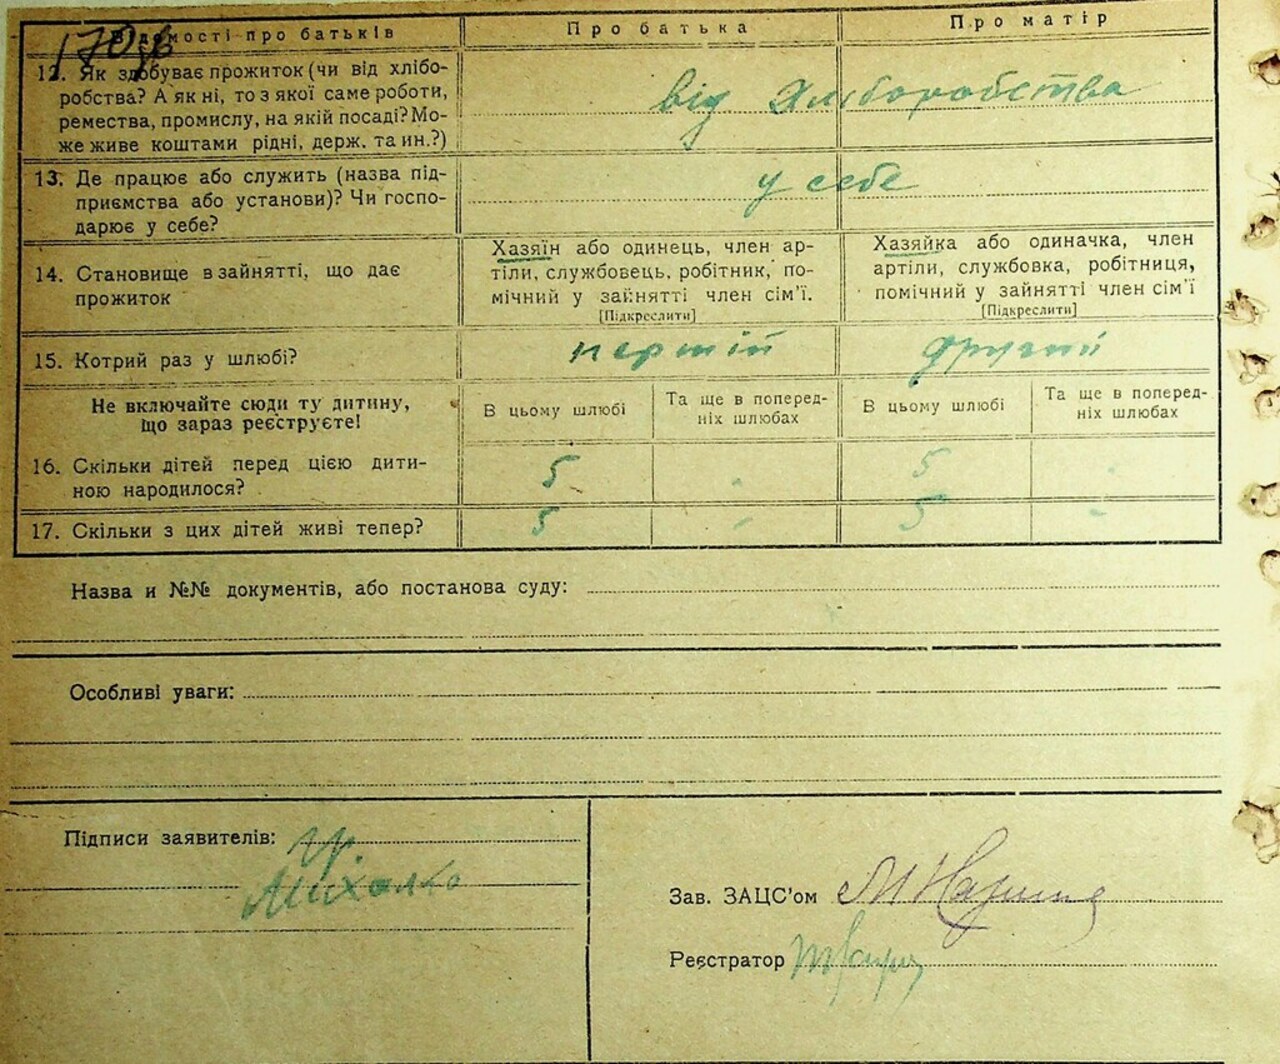 170 зв
Відомості про батьків
Про батька
Про матір
12. Як здобуває прожиток (чи від хлібо-
робства? А як ні, то з якої саме роботи,
ремества, промислу, на якій посаді? Мо-
же живе коштами рідні, держ. та ин.?)
від хліборобства
13. Де працює або служить (назва під-
приємства або установи)? Чи госпо-
дарює у себе?
у себе
14. Становище в зайнятті, що дає
прожиток
Хазяїн або одинець, член ар-
тіли, службовець, робітник, по-
мічний у зайнятті член сім'ї.
[Підкреслити]
Хазяйка або одиначка, член
артіли, службовка, робітниця,
помічний у зайнятті член сім'ї
[Підкреслити]
15. Котрий раз у шлюбі?
перший
другий
Не включайте сюди ту дитину,
що зараз реєструєте!
В цьому шлюбі
Та ще в поперед-
ніх шлюбах
В цьому шлюбі
Та ще в поперед-
ніх шлюбах
16. Скільки дітей перед цією дити-
ною народилося?
5
-
5
-
17. Скільки з цих дітей живі тепер?
5
-
5
-
Назва и №№ документів, або постанова суду:
Особливі уваги:
Підписи заявителів: гр.
Михалко
Зав. ЗАЦС'ом
Реєстратор